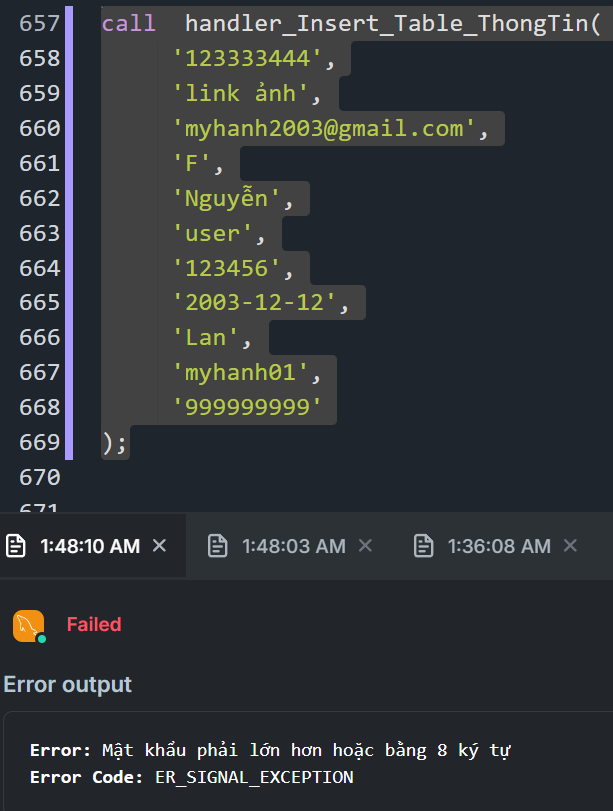 657 call handler_Insert_Table_ThongTin(
658 '123333444',
659 'link ảnh',
660 'myhanh2003@gmail.com',
661 'F',
662 'Nguyễn',
663 'user',
664 '123456',
665 '2003-12-12',
666 'Lan',
667 'myhanh01',
668 '999999999'
669 );
670
671
1:48:10 AM × 1:48:03 AM × 1:36:08 AM ×
Failed
Error output
Error: Mật khẩu phải lớn hơn hoặc bằng 8 ký tự
Error Code: ER_SIGNAL_EXCEPTION